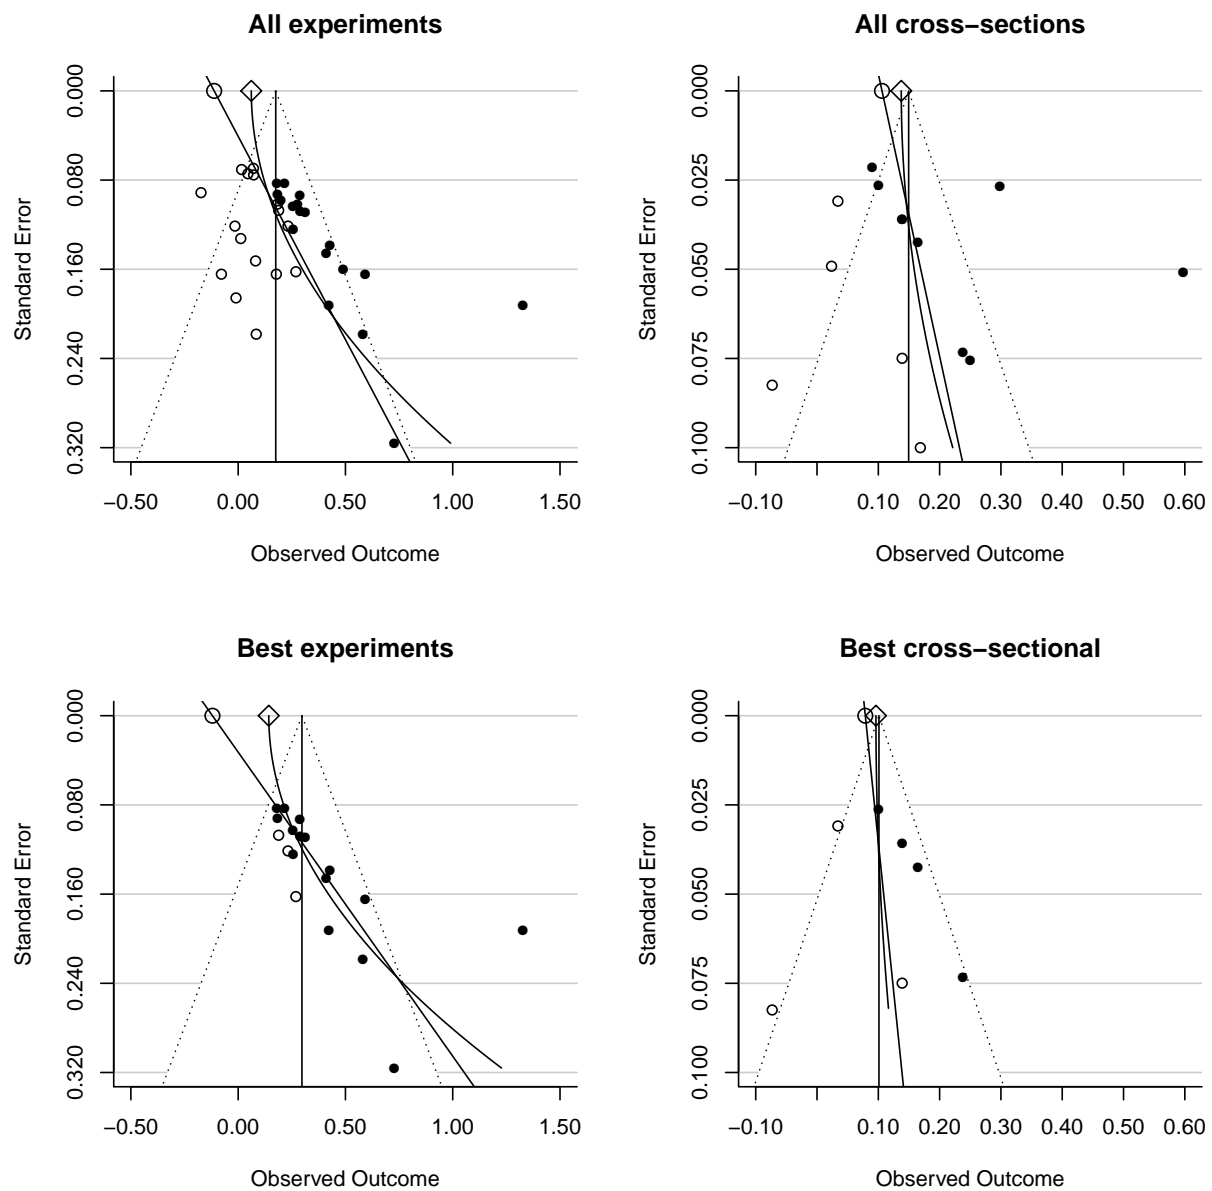 All experiments
0.000
0.080
0.160
0.240
0.320
Standard Error
−0.50 0.00 0.50 1.00 1.50
Observed Outcome
All cross−sections
0.000
0.025
0.050
0.075
0.100
Standard Error
−0.10 0.10 0.20 0.30 0.40 0.50 0.60
Observed Outcome
Best experiments
0.000
0.080
0.160
0.240
0.320
Standard Error
−0.50 0.00 0.50 1.00 1.50
Observed Outcome
Best cross−sectional
0.000
0.025
0.050
0.075
0.100
Standard Error
−0.10 0.10 0.20 0.30 0.40 0.50 0.60
Observed Outcome